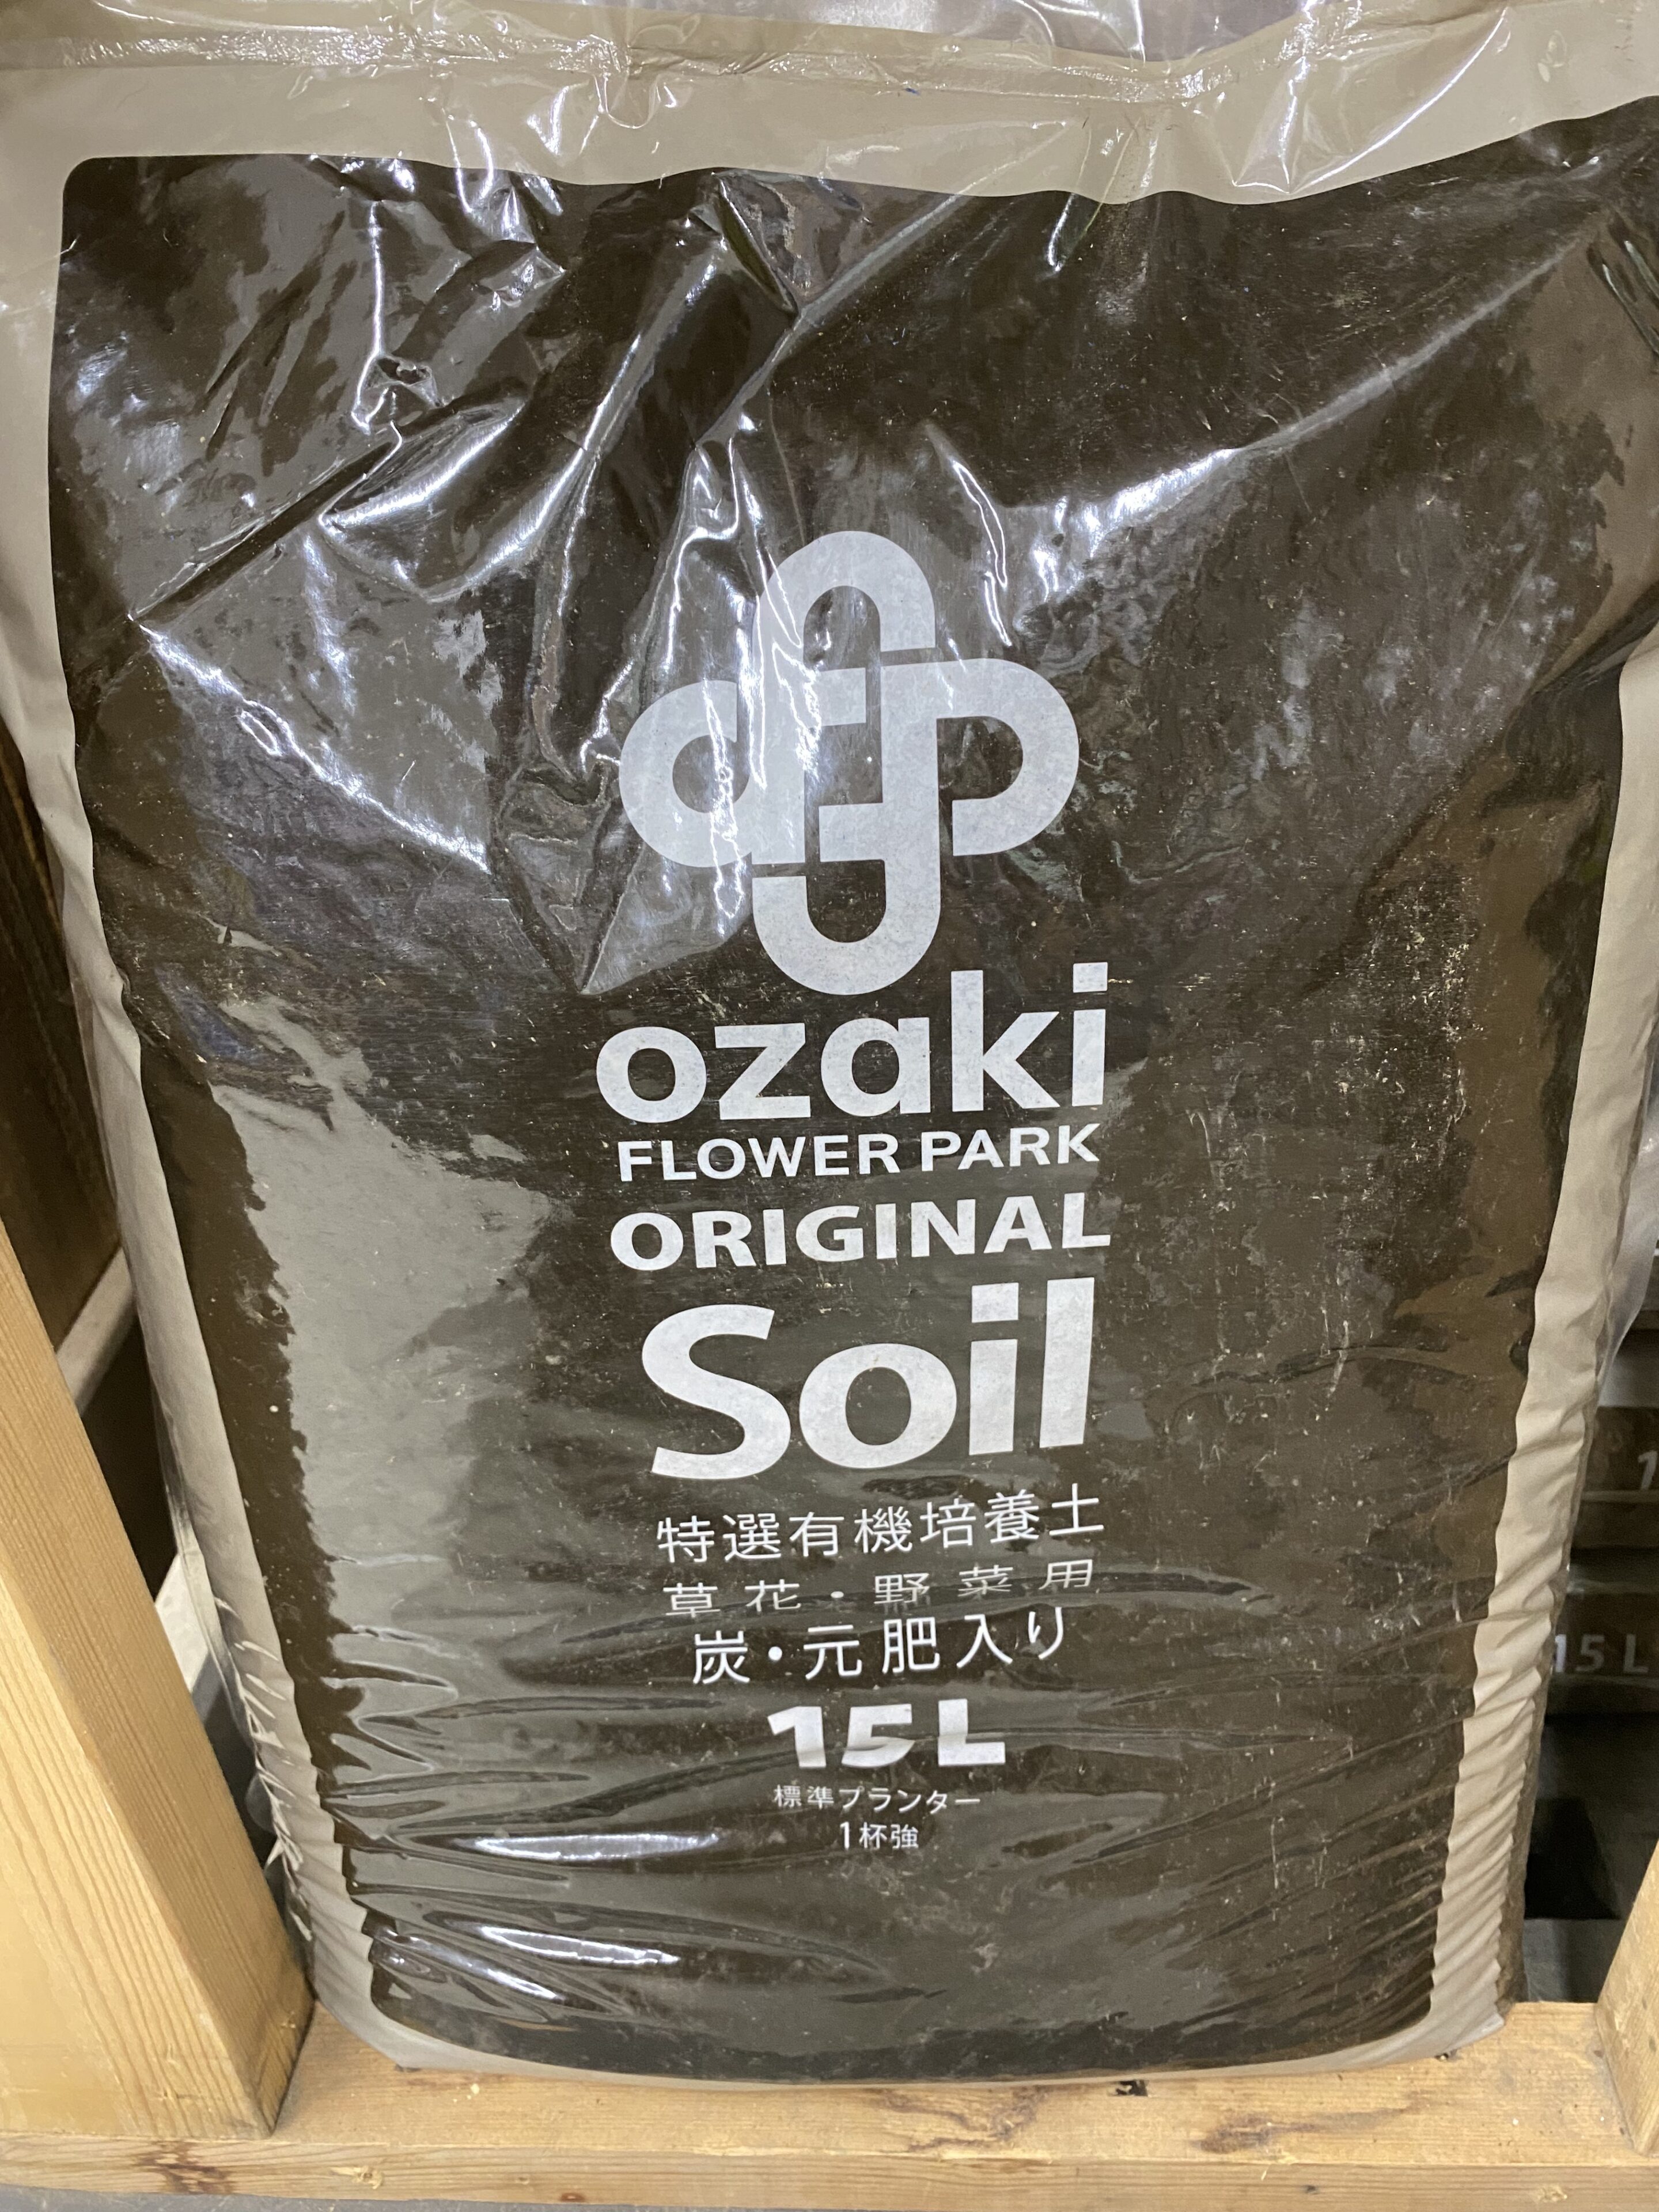 ozaki
FLOWER PARK
ORIGINAL
Soil
特選有機培養土
草花・野菜用
炭・元肥入り
15L
標準プランター
1杯強
15L